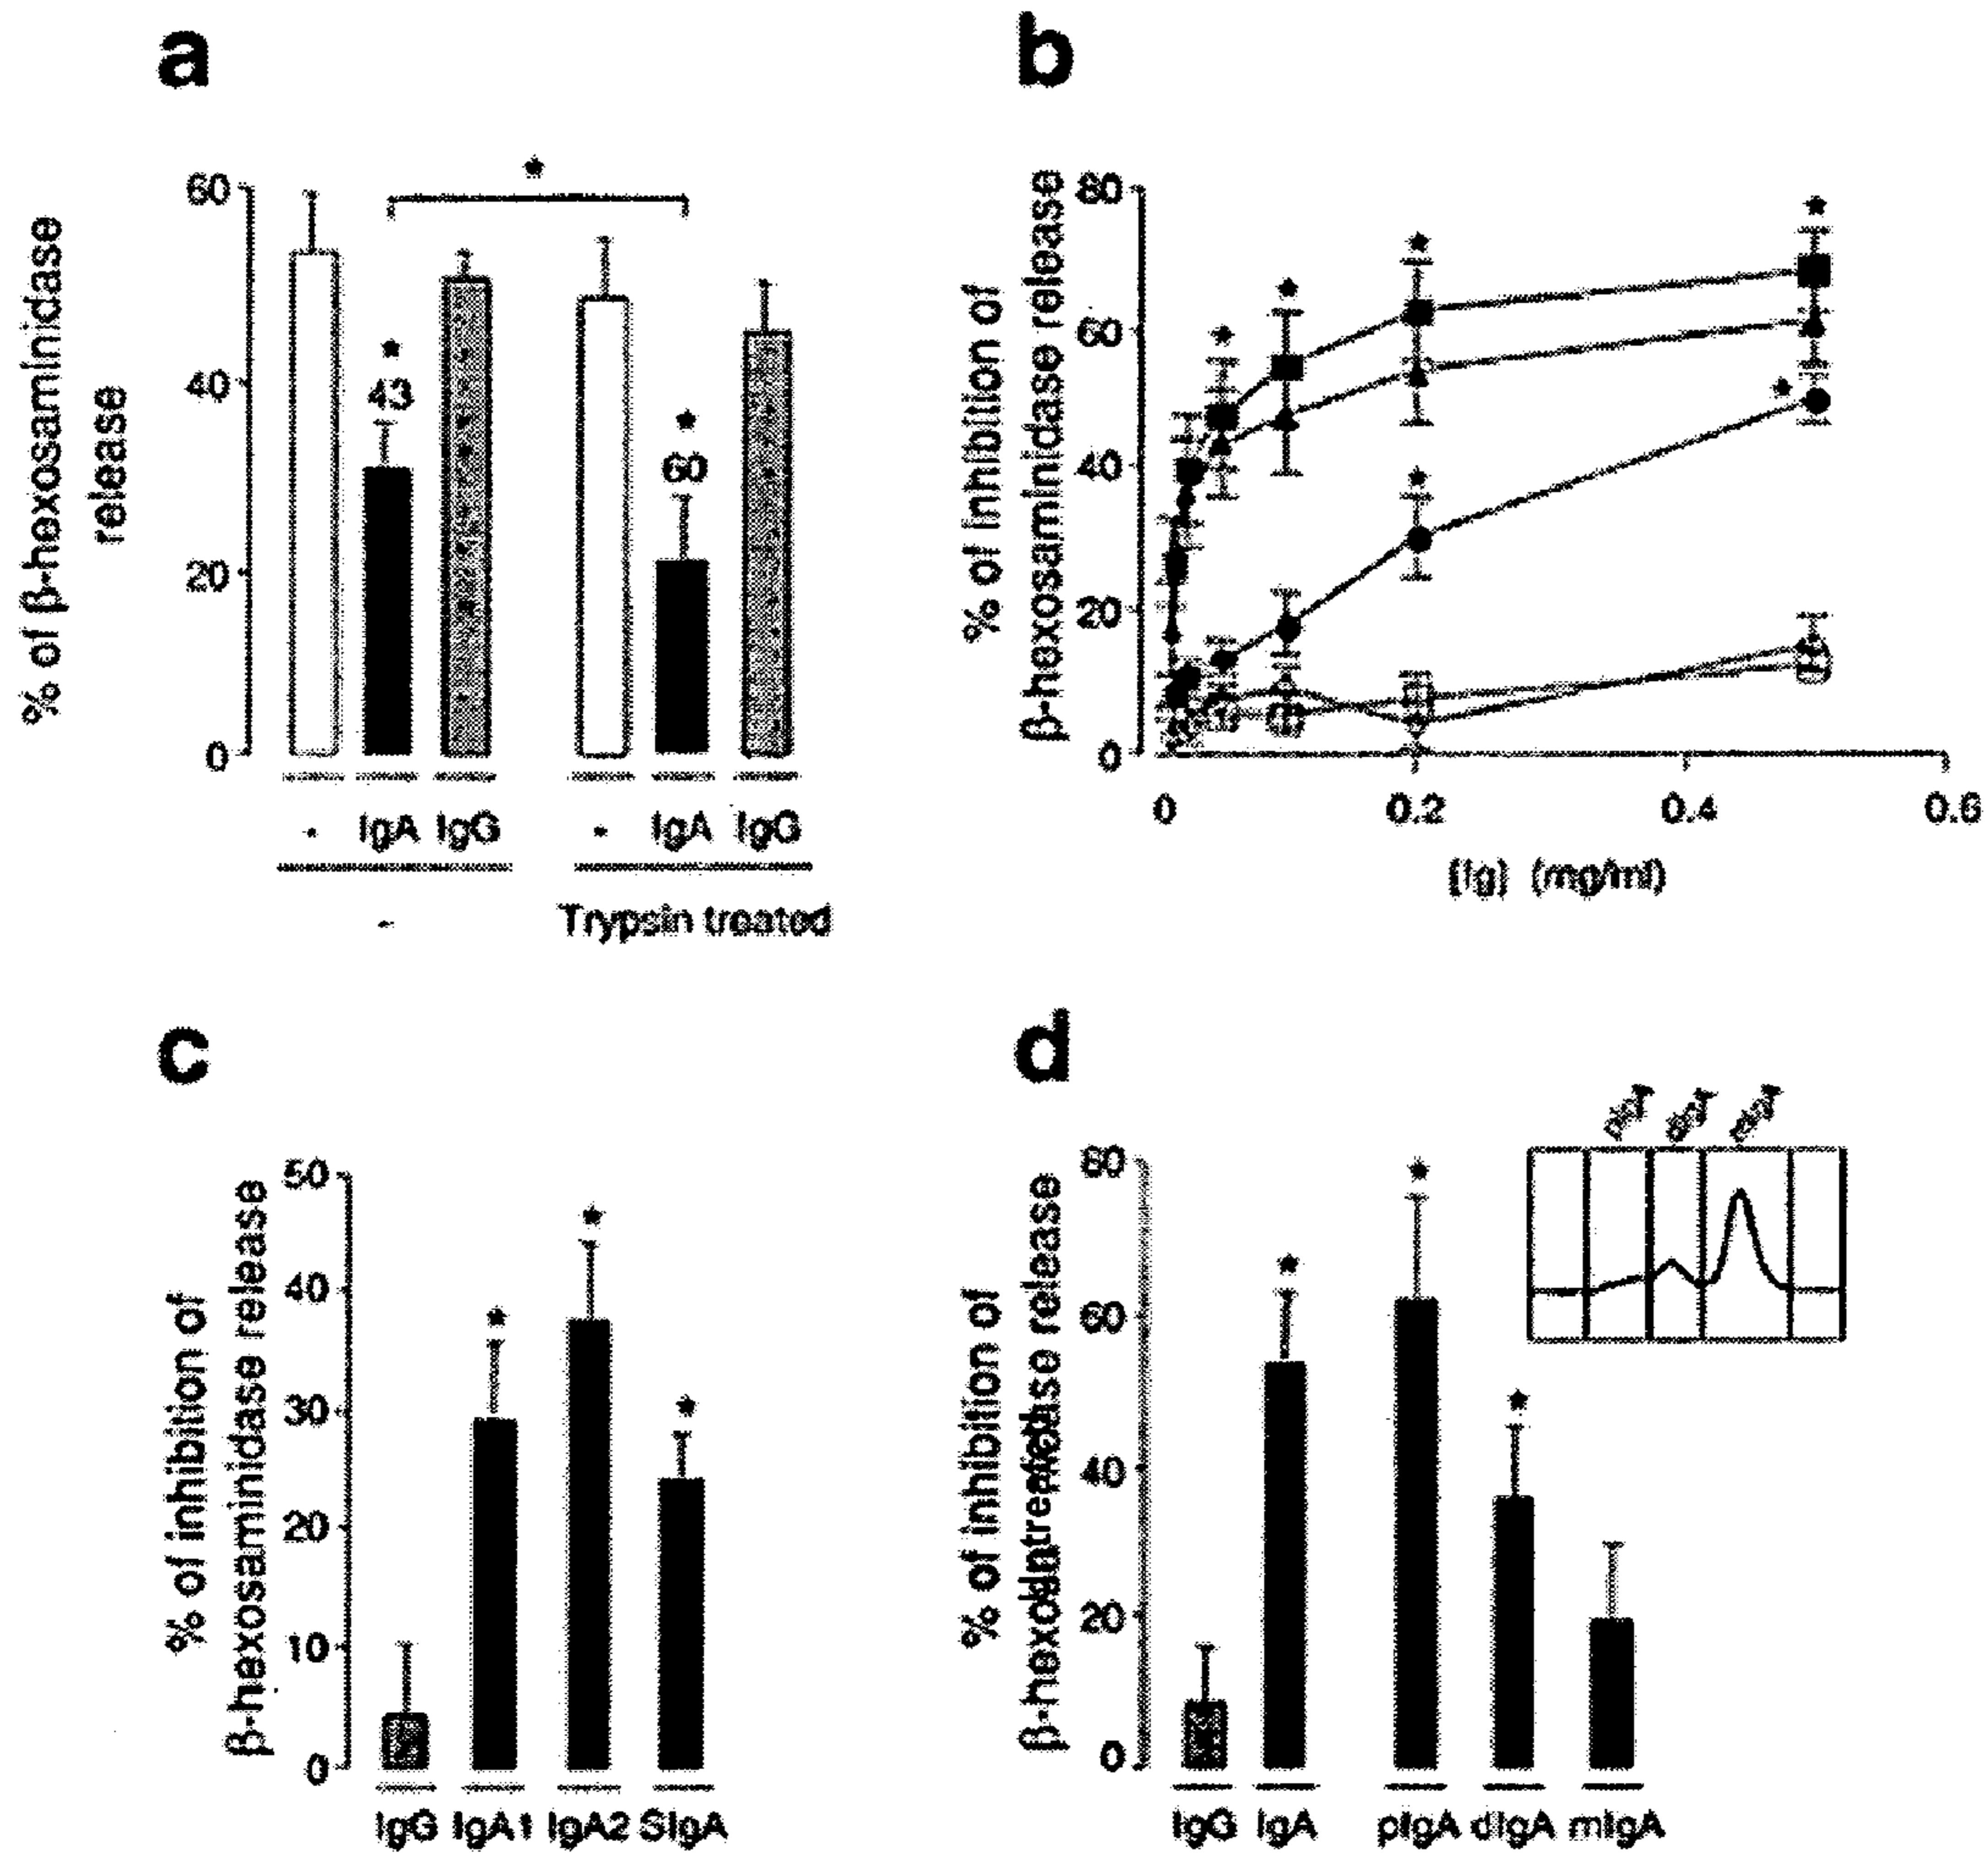 a
60
40
20
0
% of β-hexosaminidase
release
*
*
43
*
60
- IgA IgG
- IgA IgG
-
Trypsin treated
b
80
60
40
20
0
% of inhibition of
β-hexosaminidase release
*
*
*
*
*
*
0
0.2
0.4
0.6
[Ig] (mg/ml)
c
50
40
30
20
10
0
% of inhibition of
β-hexosaminidase release
*
*
*
IgG IgA1 IgA2 SIgA
d
80
60
40
20
0
% of inhibition of
*
*
*
IgG IgA pIgA dIgA mIgA